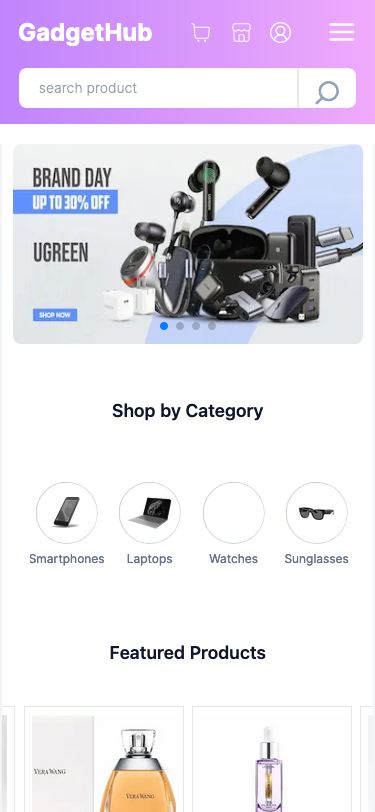 GadgetHub
search product
BRAND DAY
UP TO 30% OFF
UGREEN
SHOP NOW
Shop by Category
Smartphones
Laptops
Watches
Sunglasses
Featured Products
VERA WANG
VERA WANG